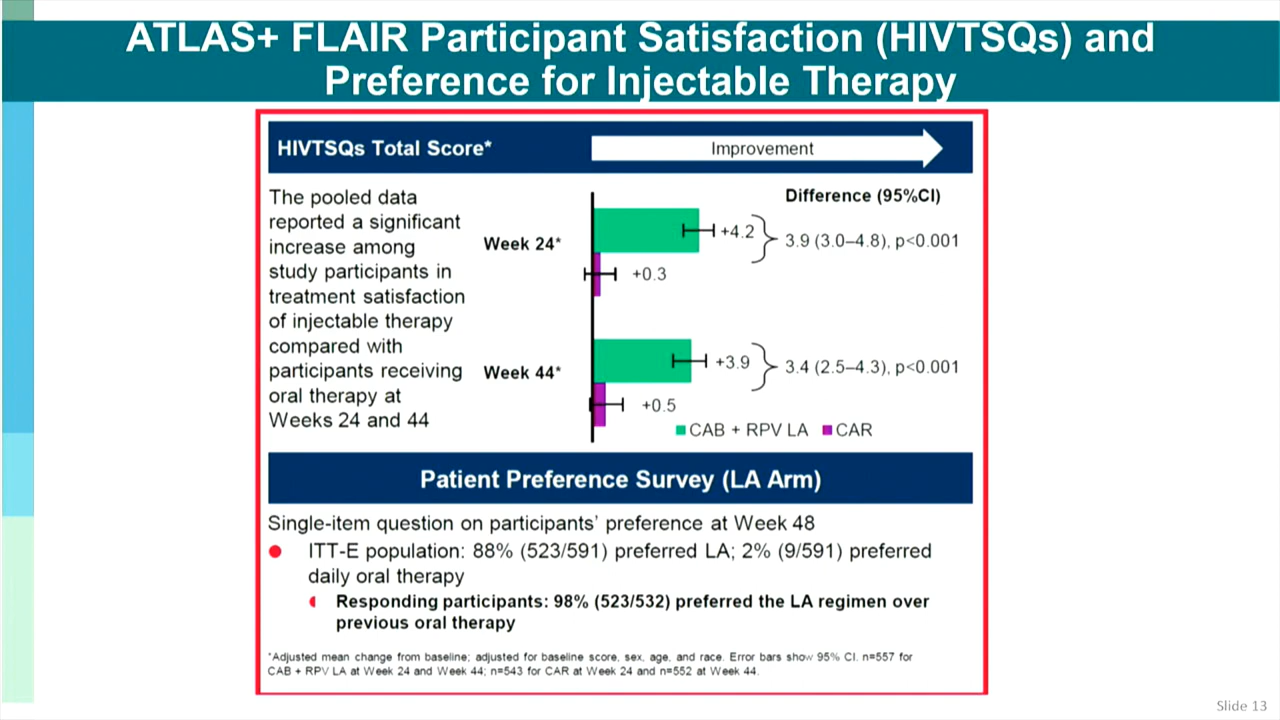 ATLAS+ FLAIR Participant Satisfaction (HIVTSQs) and
Preference for Injectable Therapy
HIVTSQs Total Score*
Improvement
The pooled data
reported a significant
increase among
study participants in
treatment satisfaction
of injectable therapy
compared with
participants receiving
oral therapy at
Weeks 24 and 44
Difference (95%CI)
Week 24*
+4.2
3.9 (3.0–4.8), p<0.001
+0.3
Week 44*
+3.9
3.4 (2.5–4.3), p<0.001
+0.5
CAB + RPV LA CAR
Patient Preference Survey (LA Arm)
Single-item question on participants’ preference at Week 48
ITT-E population: 88% (523/591) preferred LA; 2% (9/591) preferred
daily oral therapy
Responding participants: 98% (523/532) preferred the LA regimen over
previous oral therapy
*Adjusted mean change from baseline; adjusted for baseline score, sex, age, and race. Error bars show 95% CI. n=557 for
CAB + RPV LA at Week 24 and Week 44; n=543 for CAR at Week 24 and n=552 at Week 44.
Slide 13